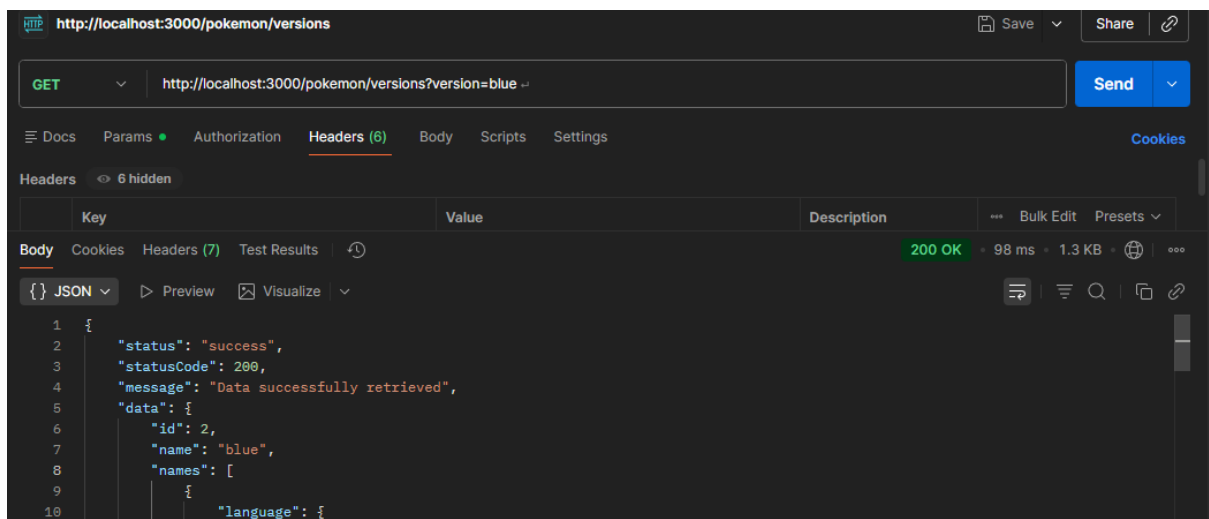 HTTP http://localhost:3000/pokemon/versions Save Share
GET http://localhost:3000/pokemon/versions?version=blue Send
Docs Params Authorization Headers (6) Body Scripts Settings Cookies
Headers 6 hidden
Key Value Description Bulk Edit Presets
Body Cookies Headers (7) Test Results 200 OK 98 ms 1.3 KB
{} JSON Preview Visualize
1 {
2 "status": "success",
3 "statusCode": 200,
4 "message": "Data successfully retrieved",
5 "data": {
6 "id": 2,
7 "name": "blue",
8 "names": [
9 {
10 "language": {